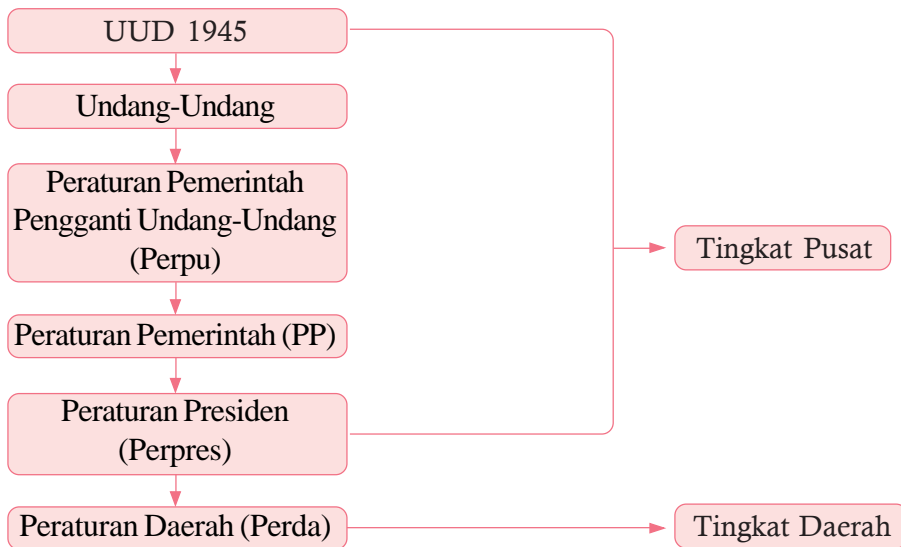 UUD 1945
Undang-Undang
Peraturan Pemerintah
Pengganti Undang-Undang
(Perpu)
Peraturan Pemerintah (PP)
Peraturan Presiden
(Perpres)
Peraturan Daerah (Perda)
Tingkat Pusat
Tingkat Daerah